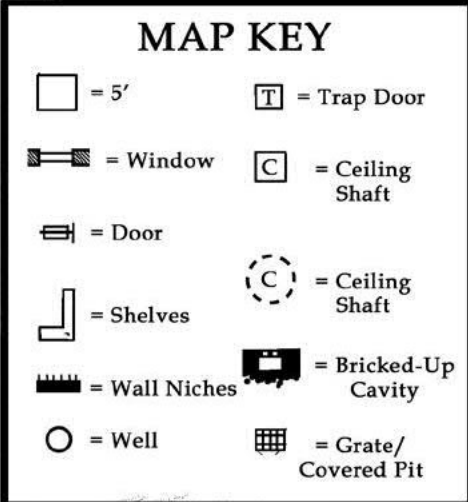 MAP KEY
= 5′
= Window
= Door
= Shelves
= Wall Niches
= Well
T = Trap Door
C = Ceiling
Shaft
C = Ceiling
Shaft
= Bricked-Up
Cavity
= Grate/
Covered Pit